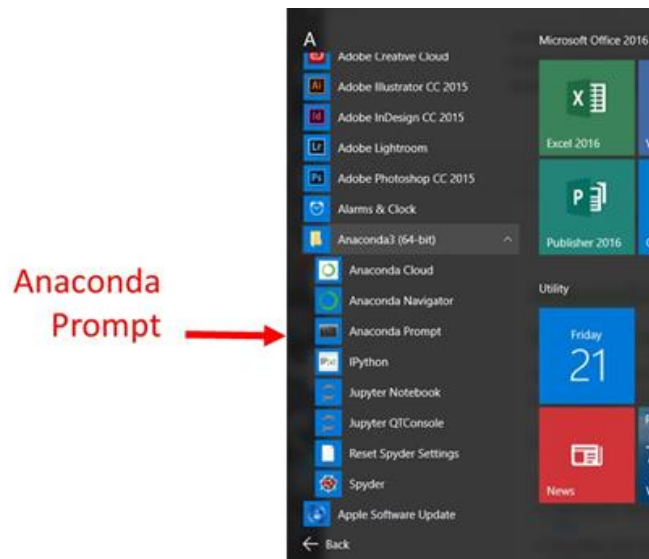 Anaconda
Prompt
A
Adobe Creative Cloud
Adobe Illustrator CC 2015
Adobe InDesign CC 2015
Adobe Lightroom
Adobe Photoshop CC 2015
Alarms & Clock
Anaconda3 (64-bit)
Anaconda Cloud
Anaconda Navigator
Anaconda Prompt
IPython
Jupyter Notebook
Jupyter QTConsole
Reset Spyder Settings
Spyder
Apple Software Update
Back
Microsoft Office 2016
Excel 2016
Publisher 2016
Utility
Friday
21
News